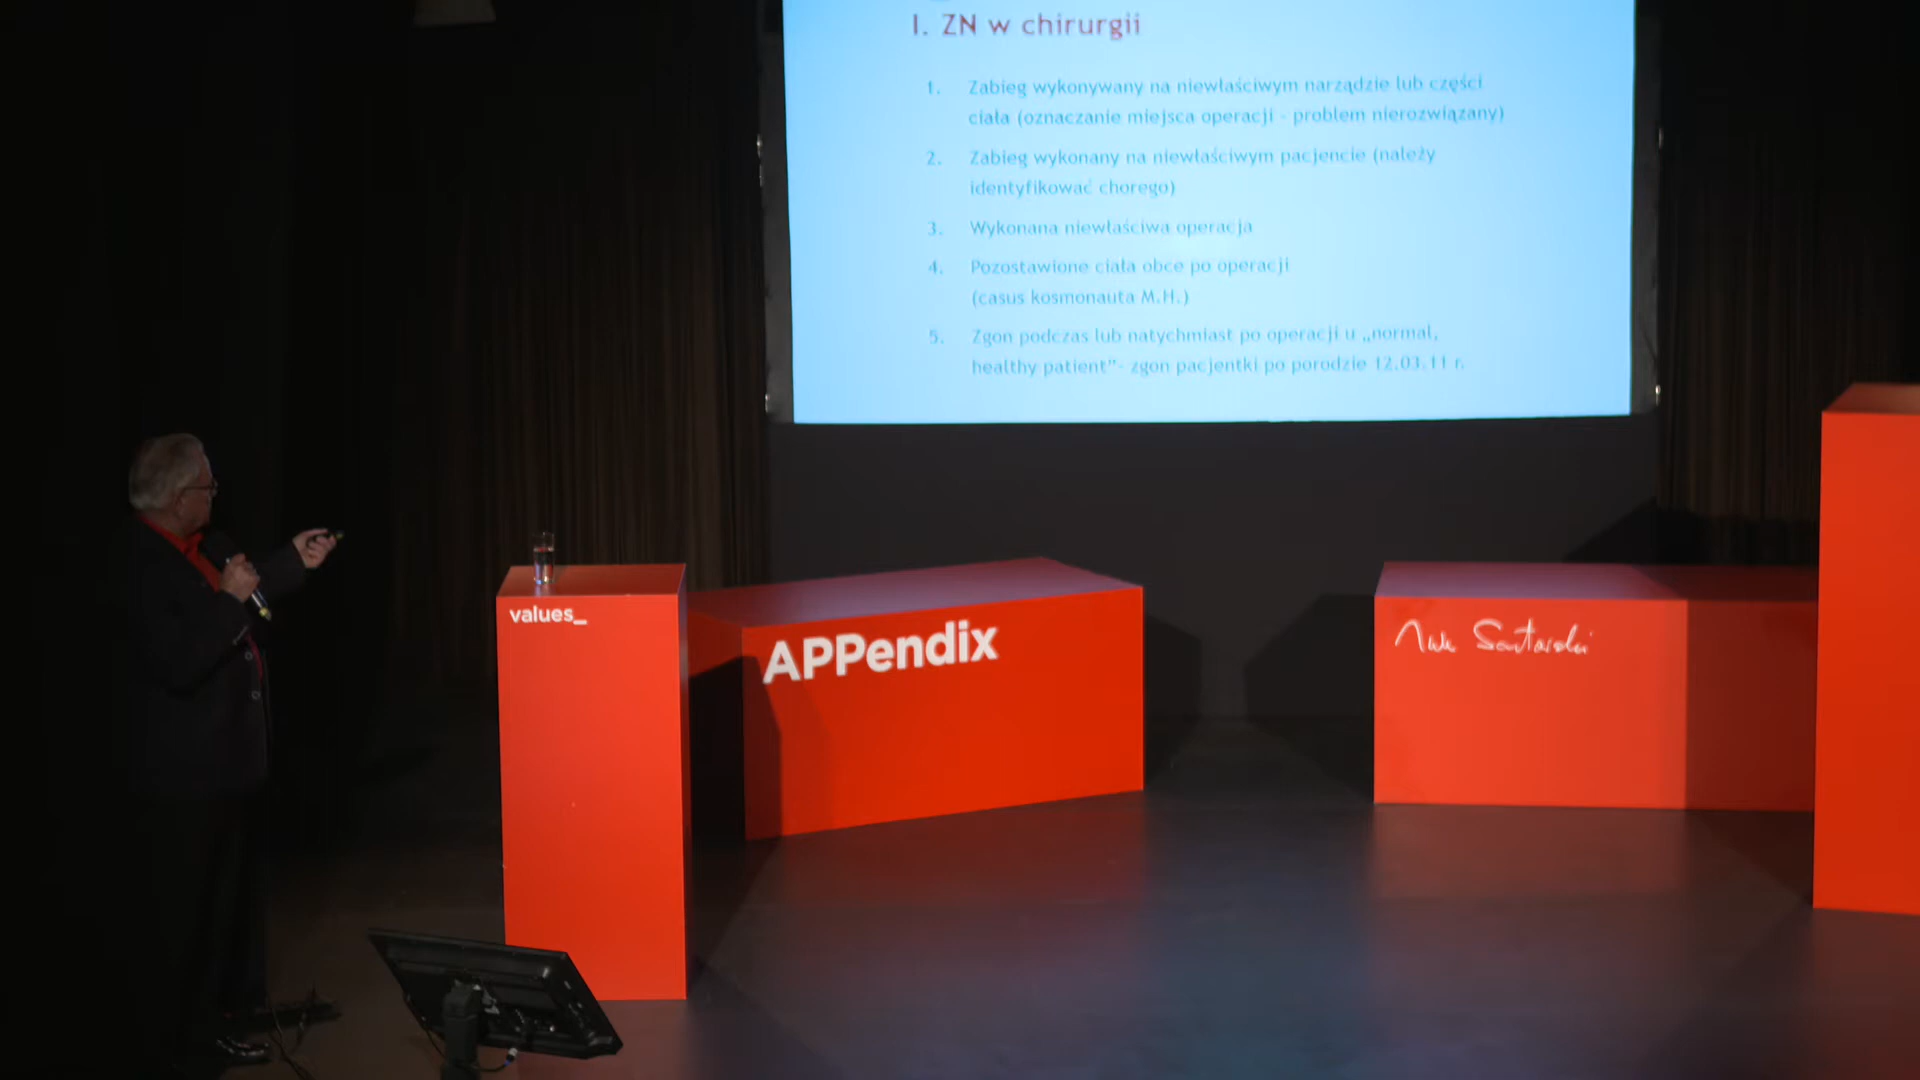 I. ZN w chirurgii
1. Zabieg wykonywany na niewłaściwym narządzie lub części
ciała (oznaczanie miejsca operacji - problem nierozwiązany)
2. Zabieg wykonany na niewłaściwym pacjencie (należy
identyfikować chorego)
3. Wykonana niewłaściwa operacja
4. Pozostawione ciała obce po operacji
(casus kosmonauta M.H.)
5. Zgon podczas lub natychmiast po operacji u „normal,
healthy patient”- zgon pacjentki po porodzie 12.03.11 r.
values_
APPendix